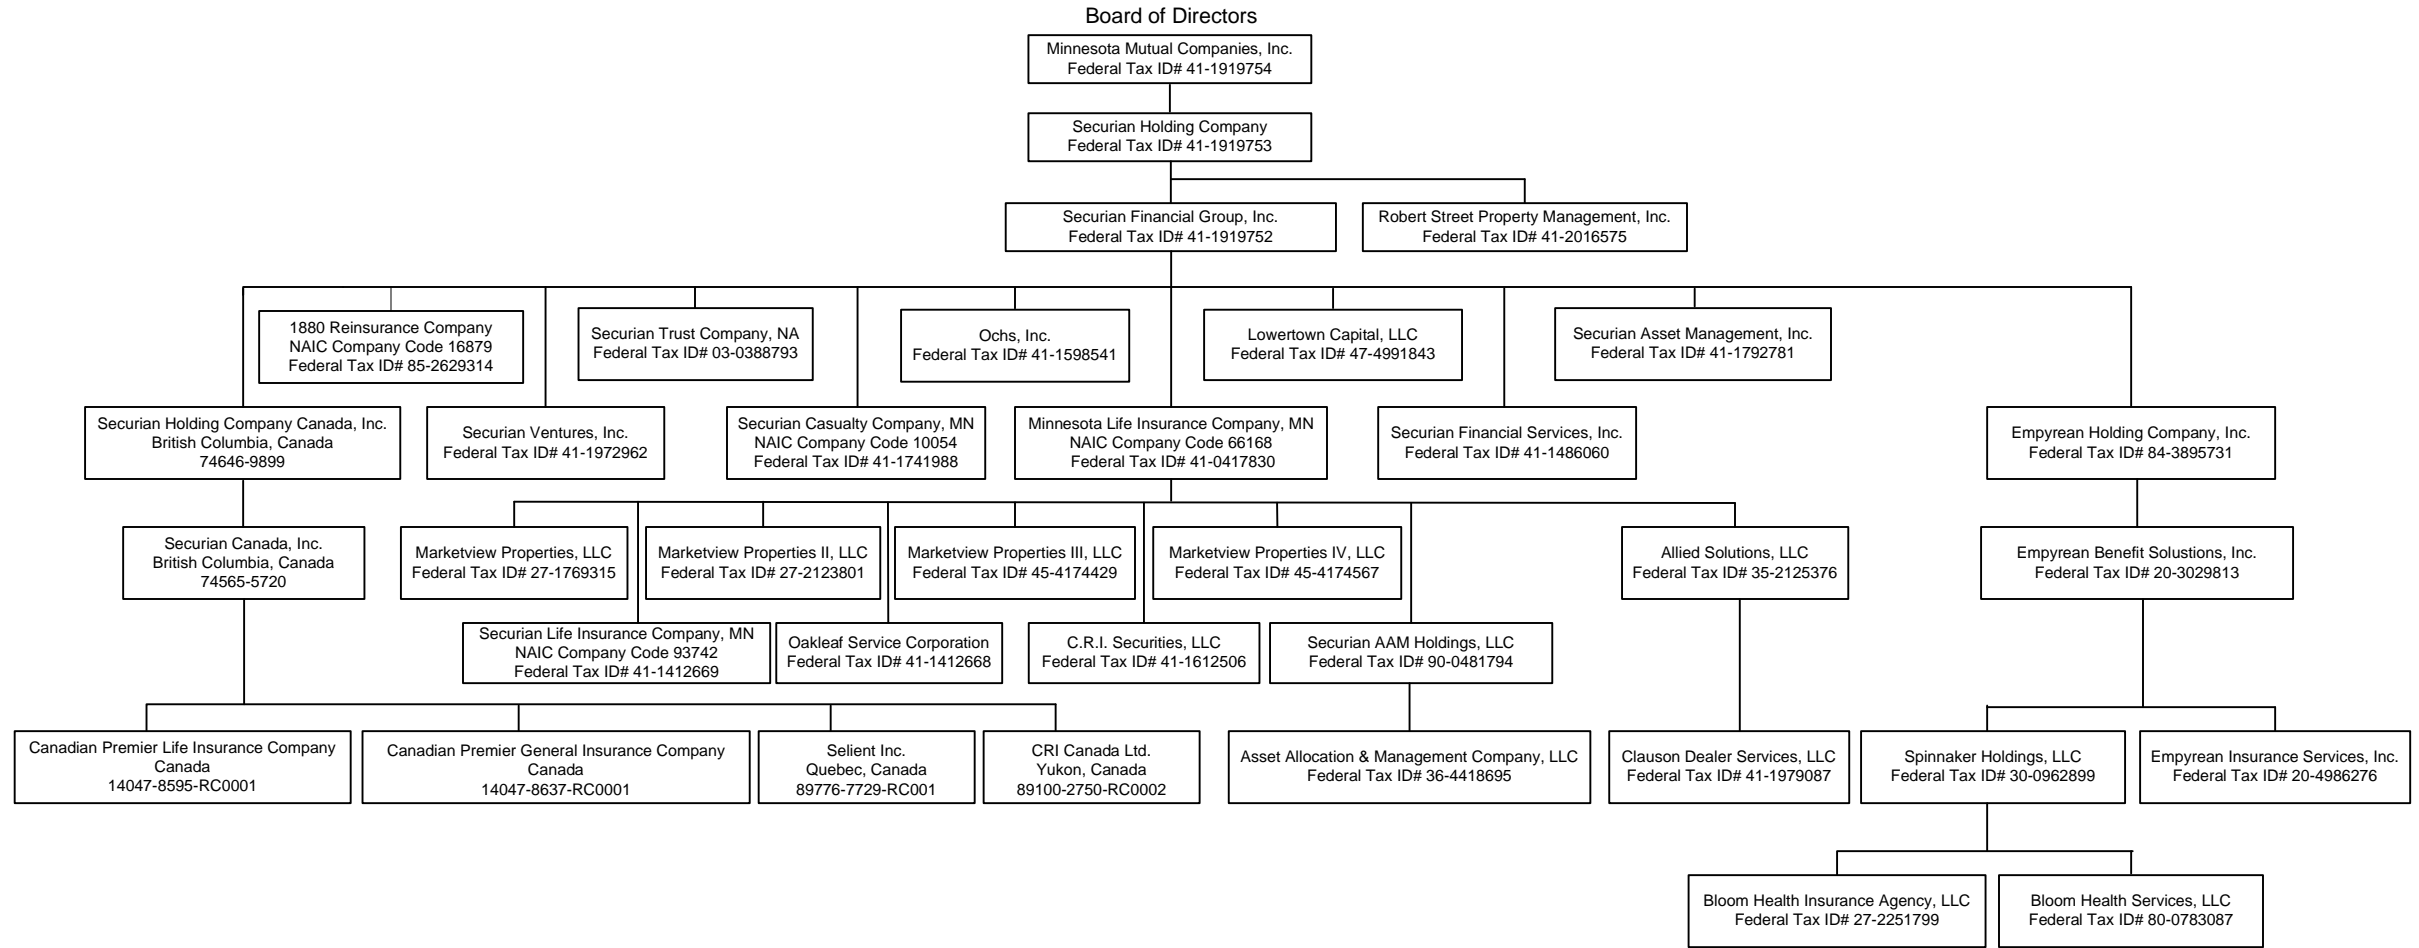 Board of Directors
Minnesota Mutual Companies, Inc.
Federal Tax ID# 41-1919754
Securian Holding Company
Federal Tax ID# 41-1919753
Securian Financial Group, Inc.
Federal Tax ID# 41-1919752
Robert Street Property Management, Inc.
Federal Tax ID# 41-2016575
1880 Reinsurance Company
NAIC Company Code 16879
Federal Tax ID# 85-2629314
Securian Trust Company, NA
Federal Tax ID# 03-0388793
Ochs, Inc.
Federal Tax ID# 41-1598541
Lowertown Capital, LLC
Federal Tax ID# 47-4991843
Securian Asset Management, Inc.
Federal Tax ID# 41-1792781
Securian Holding Company Canada, Inc.
British Columbia, Canada
74646-9899
Securian Ventures, Inc.
Federal Tax ID# 41-1972962
Securian Casualty Company, MN
NAIC Company Code 10054
Federal Tax ID# 41-1741988
Minnesota Life Insurance Company, MN
NAIC Company Code 66168
Federal Tax ID# 41-0417830
Securian Financial Services, Inc.
Federal Tax ID# 41-1486060
Empyrean Holding Company, Inc.
Federal Tax ID# 84-3895731
Securian Canada, Inc.
British Columbia, Canada
74565-5720
Marketview Properties, LLC
Federal Tax ID# 27-1769315
Marketview Properties II, LLC
Federal Tax ID# 27-2123801
Marketview Properties III, LLC
Federal Tax ID# 45-4174429
Marketview Properties IV, LLC
Federal Tax ID# 45-4174567
Allied Solutions, LLC
Federal Tax ID# 35-2125376
Empyrean Benefit Solustions, Inc.
Federal Tax ID# 20-3029813
Securian Life Insurance Company, MN
NAIC Company Code 93742
Federal Tax ID# 41-1412669
Oakleaf Service Corporation
Federal Tax ID# 41-1412668
C.R.I. Securities, LLC
Federal Tax ID# 41-1612506
Securian AAM Holdings, LLC
Federal Tax ID# 90-0481794
Canadian Premier Life Insurance Company
Canada
14047-8595-RC0001
Canadian Premier General Insurance Company
Canada
14047-8637-RC0001
Selient Inc.
Quebec, Canada
89776-7729-RC001
CRI Canada Ltd.
Yukon, Canada
89100-2750-RC0002
Asset Allocation & Management Company, LLC
Federal Tax ID# 36-4418695
Clauson Dealer Services, LLC
Federal Tax ID# 41-1979087
Spinnaker Holdings, LLC
Federal Tax ID# 30-0962899
Empyrean Insurance Services, Inc.
Federal Tax ID# 20-4986276
Bloom Health Insurance Agency, LLC
Federal Tax ID# 27-2251799
Bloom Health Services, LLC
Federal Tax ID# 80-0783087